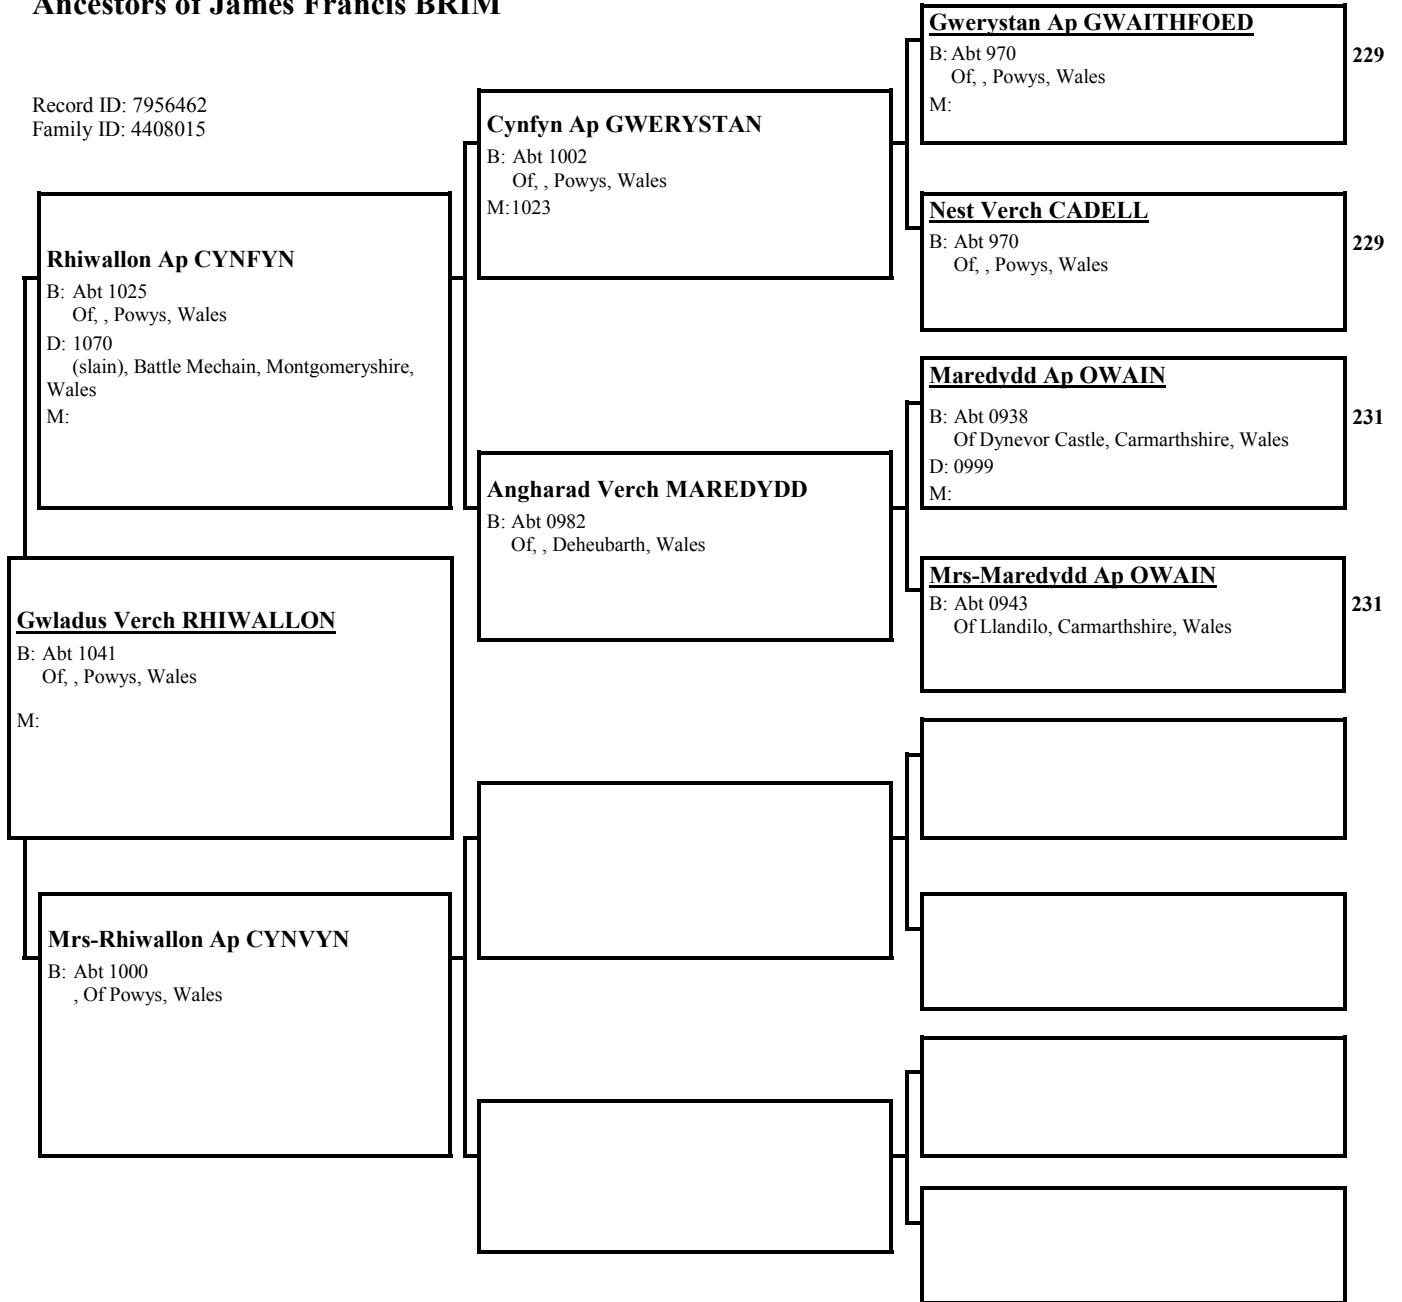 Ancestors of James Francis BRIM
Record ID: 7956462
Family ID: 4408015
Rhiwallon Ap CYNFYN
B: Abt 1025
Of, , Powys, Wales
D: 1070
(slain), Battle Mechain, Montgomeryshire,
Wales
M:
Gwladus Verch RHIWALLON
B: Abt 1041
Of, , Powys, Wales
M:
Mrs-Rhiwallon Ap CYNVYN
B: Abt 1000
, Of Powys, Wales
Cynfyn Ap GWERYSTAN
B: Abt 1002
Of, , Powys, Wales
M:1023
Angharad Verch MAREDYDD
B: Abt 0982
Of, , Deheubarth, Wales
Gwerystan Ap GWAITHFOED
B: Abt 970
Of, , Powys, Wales
M:
229
Nest Verch CADELL
B: Abt 970
Of, , Powys, Wales
229
Maredydd Ap OWAIN
B: Abt 0938
Of Dynevor Castle, Carmarthshire, Wales
D: 0999
M:
231
Mrs-Maredydd Ap OWAIN
B: Abt 0943
Of Llandilo, Carmarthshire, Wales
231